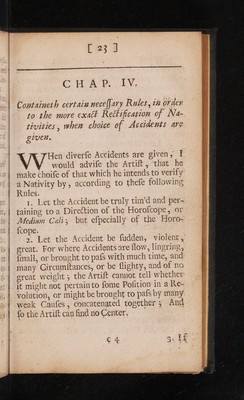 [ 23 ]
CHAP. IV.
Containeth certain neceſſary Rules, in order
to the more exact Rectification of Na-
tivities, when choice of Accidents are
given.
WHen diverſe Accidents are given, I
would adviſe the Artiſt, that he
make choiſe of that which he intends to verify
a Nativity by, according to theſe following
Rules.
1. Let the Accident be truly tim'd and per-
taining to a Direction of the Horoſcope, or
Medium Cæli; but eſpecially of the Horo-
ſcope.
2. Let the Accident be ſudden, violent,
great. For where Accidents are ſlow, lingring,
ſmall, or brought to paſs with much time, and
many Circumſtances, or be ſlighty, and of no
great weight; the Artiſt cannot tell whether
it might not pertain to ſome Poſition in a Re-
volution, or might be brought to paſs by many
weak Cauſes, concatenated together; And
ſo the Artiſt can find no Center.
C 4
3. If